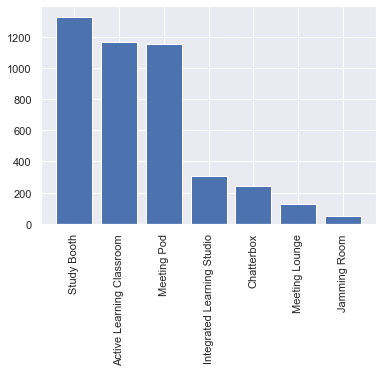 1200
1000
800
600
400
200
0
Study Booth
Active Learning Classroom
Meeting Pod
Integrated Learning Studio
Chatterbox
Meeting Lounge
Jamming Room